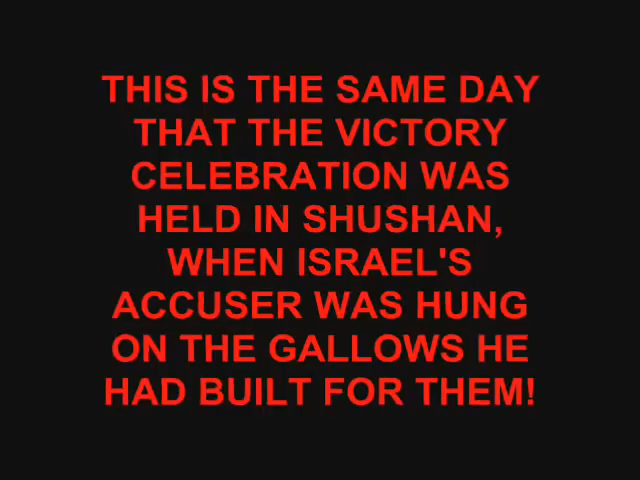 THIS IS THE SAME DAY
THAT THE VICTORY
CELEBRATION WAS
HELD IN SHUSHAN,
WHEN ISRAEL'S
ACCUSER WAS HUNG
ON THE GALLOWS HE
HAD BUILT FOR THEM!